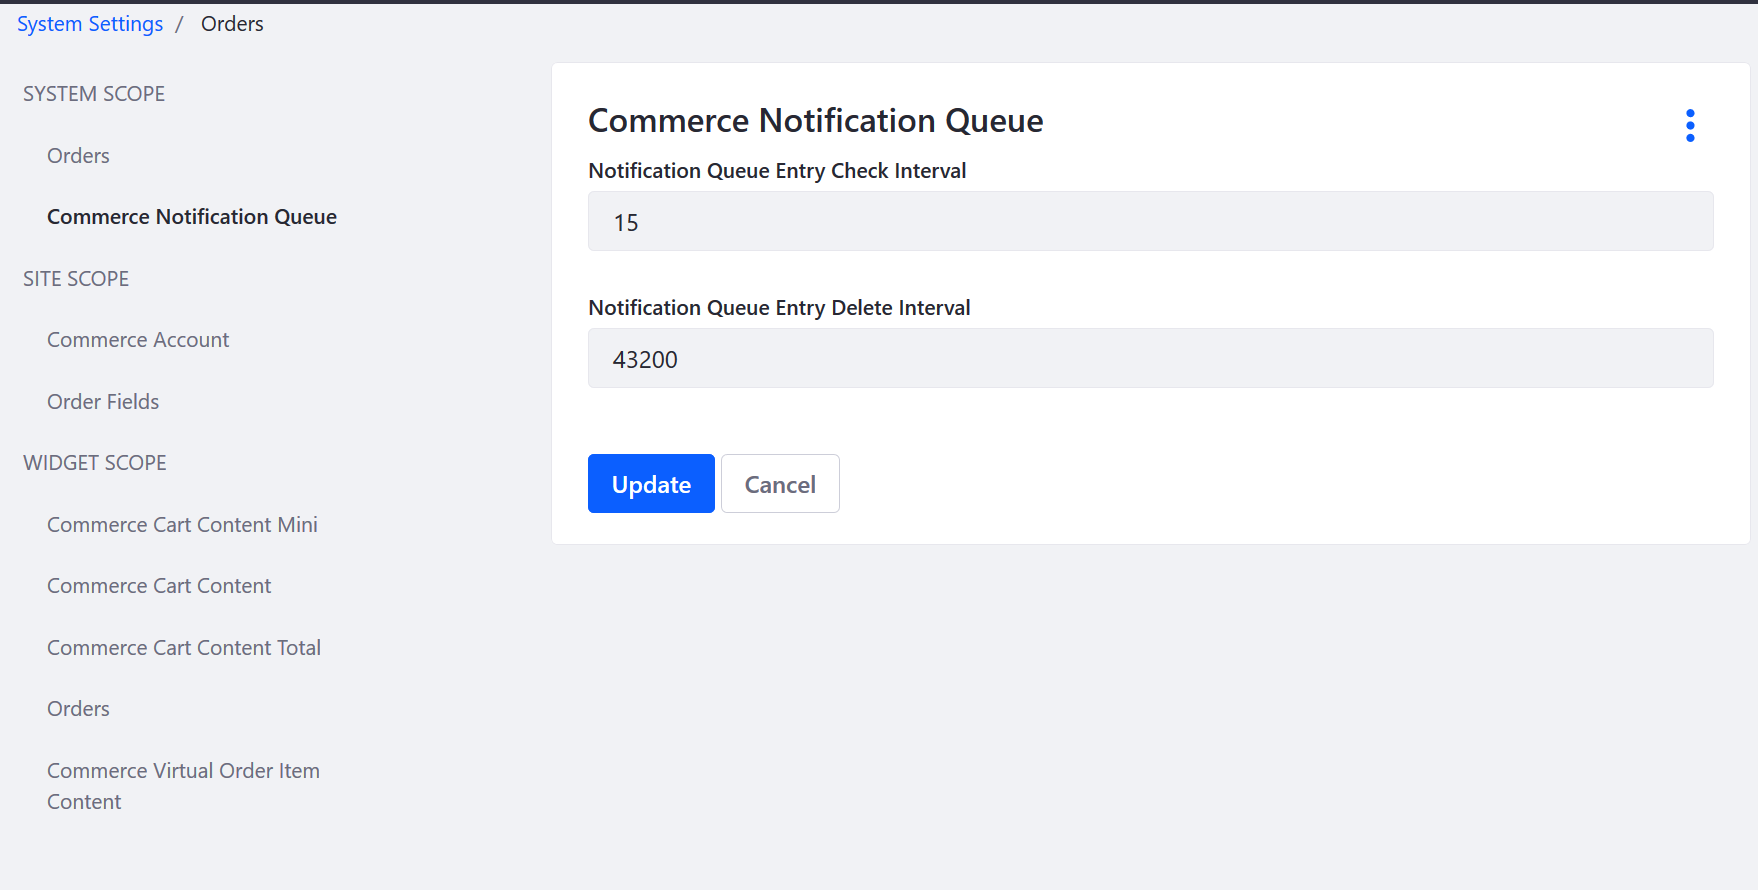 System Settings / Orders
SYSTEM SCOPE
Orders
Commerce Notification Queue
SITE SCOPE
Commerce Account
Order Fields
WIDGET SCOPE
Commerce Cart Content Mini
Commerce Cart Content
Commerce Cart Content Total
Orders
Commerce Virtual Order Item
Content
Commerce Notification Queue
Notification Queue Entry Check Interval
15
Notification Queue Entry Delete Interval
43200
Update Cancel